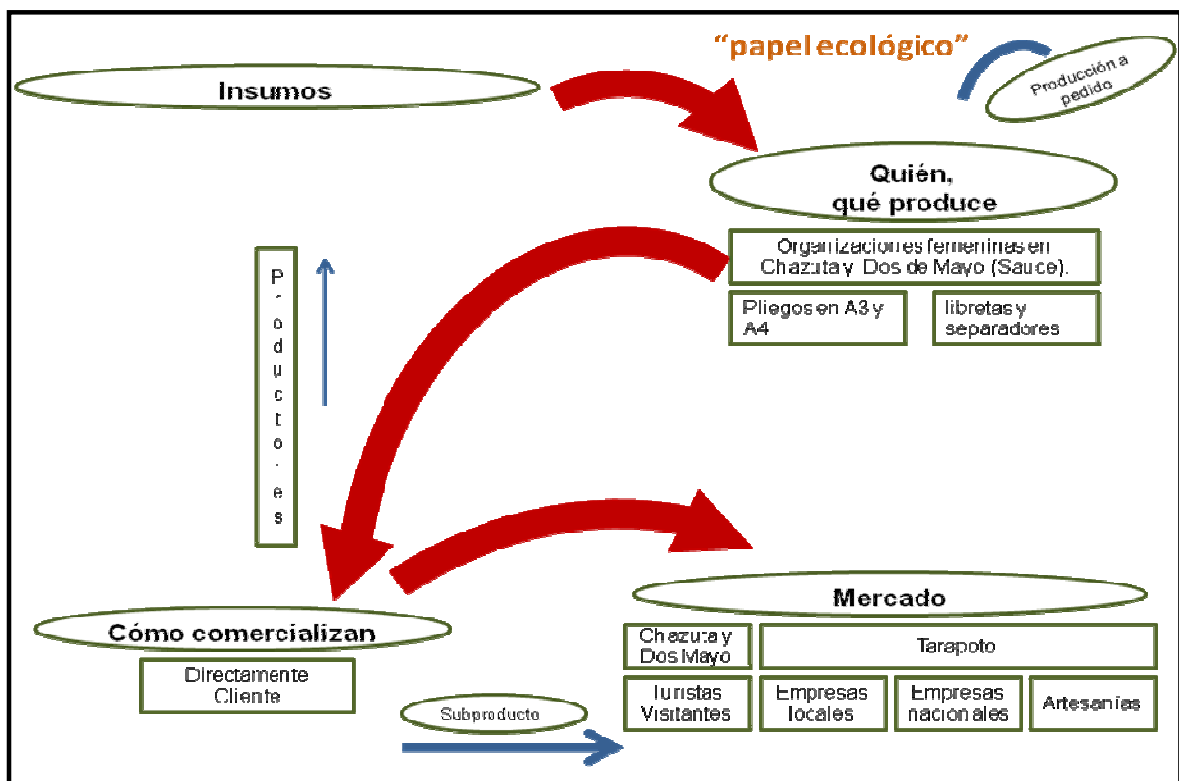 “papel ecológico”
Producción a
pedido
Insumos
Quién,
qué produce
Organizaciones femeninas en
Chazuta y Dos de Mayo (Sauce).
Pliegos en A3 y
A4
libretas y
separadores
Productores
Cómo comercializan
Directamente
Cliente
Subproducto
Mercado
Chazuta y
Dos Mayo
Tarapoto
Turistas
Visitantes
Empresas
locales
Empresas
nacionales
Artesanías